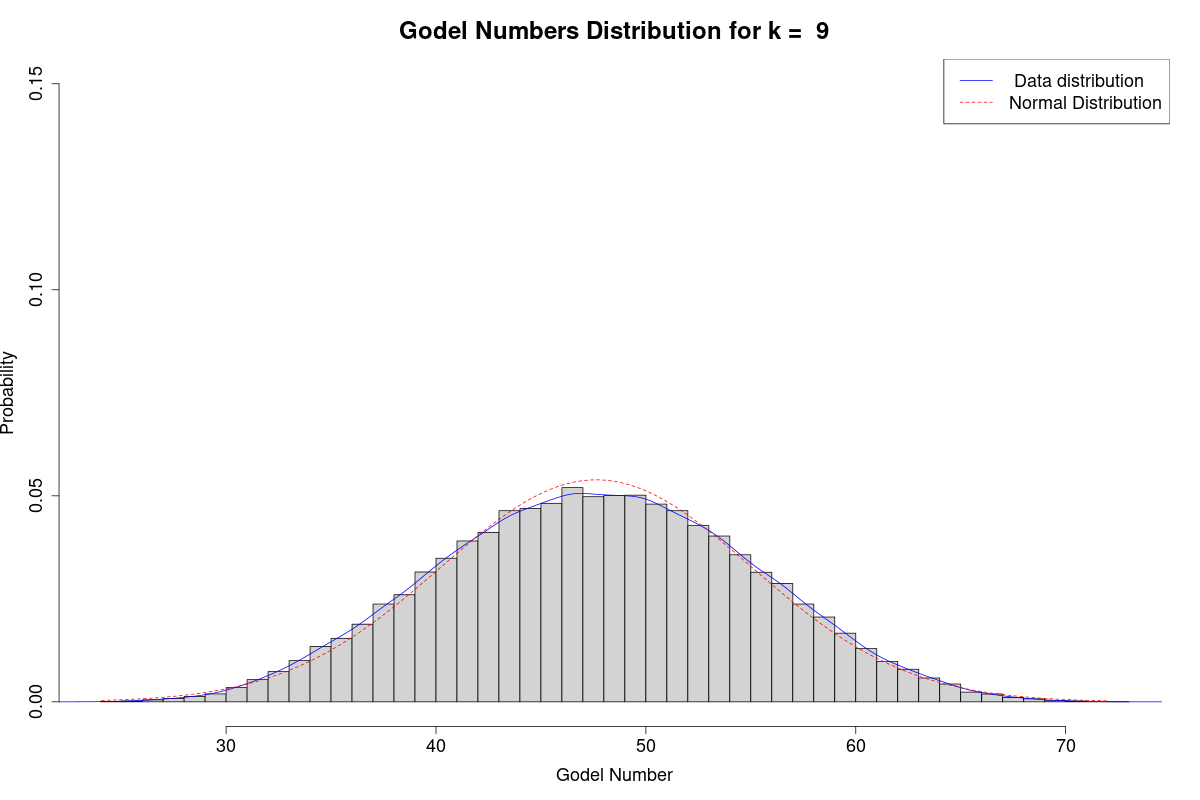 Godel Numbers Distribution for k =  9
Data distribution
Normal Distribution
Probability
0.15
0.10
0.05
0.00
30 40 50 60 70
Godel Number